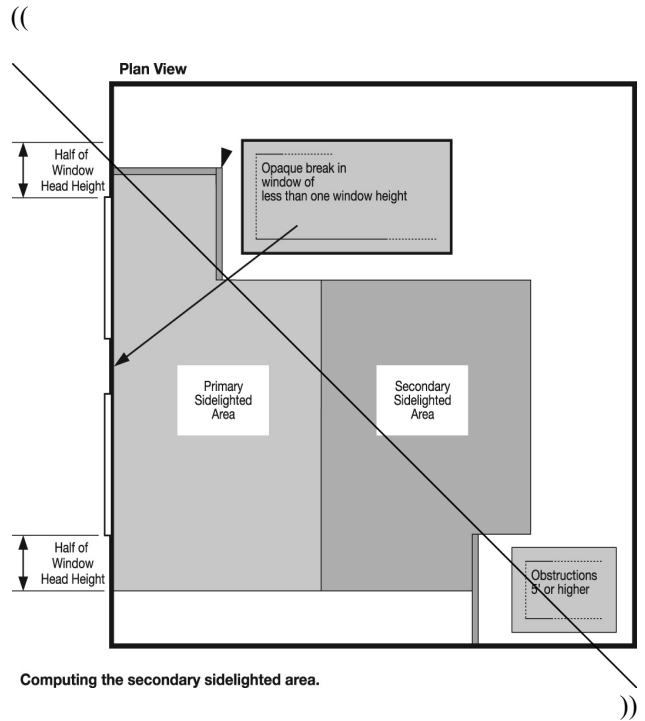 ((
Plan View
Half of
Window
Head Height
Opaque break in
window of
less than one window height
Primary
Sidelighted
Area
Secondary
Sidelighted
Area
Half of
Window
Head Height
Obstructions
5' or higher
Computing the secondary sidelighted area.
))